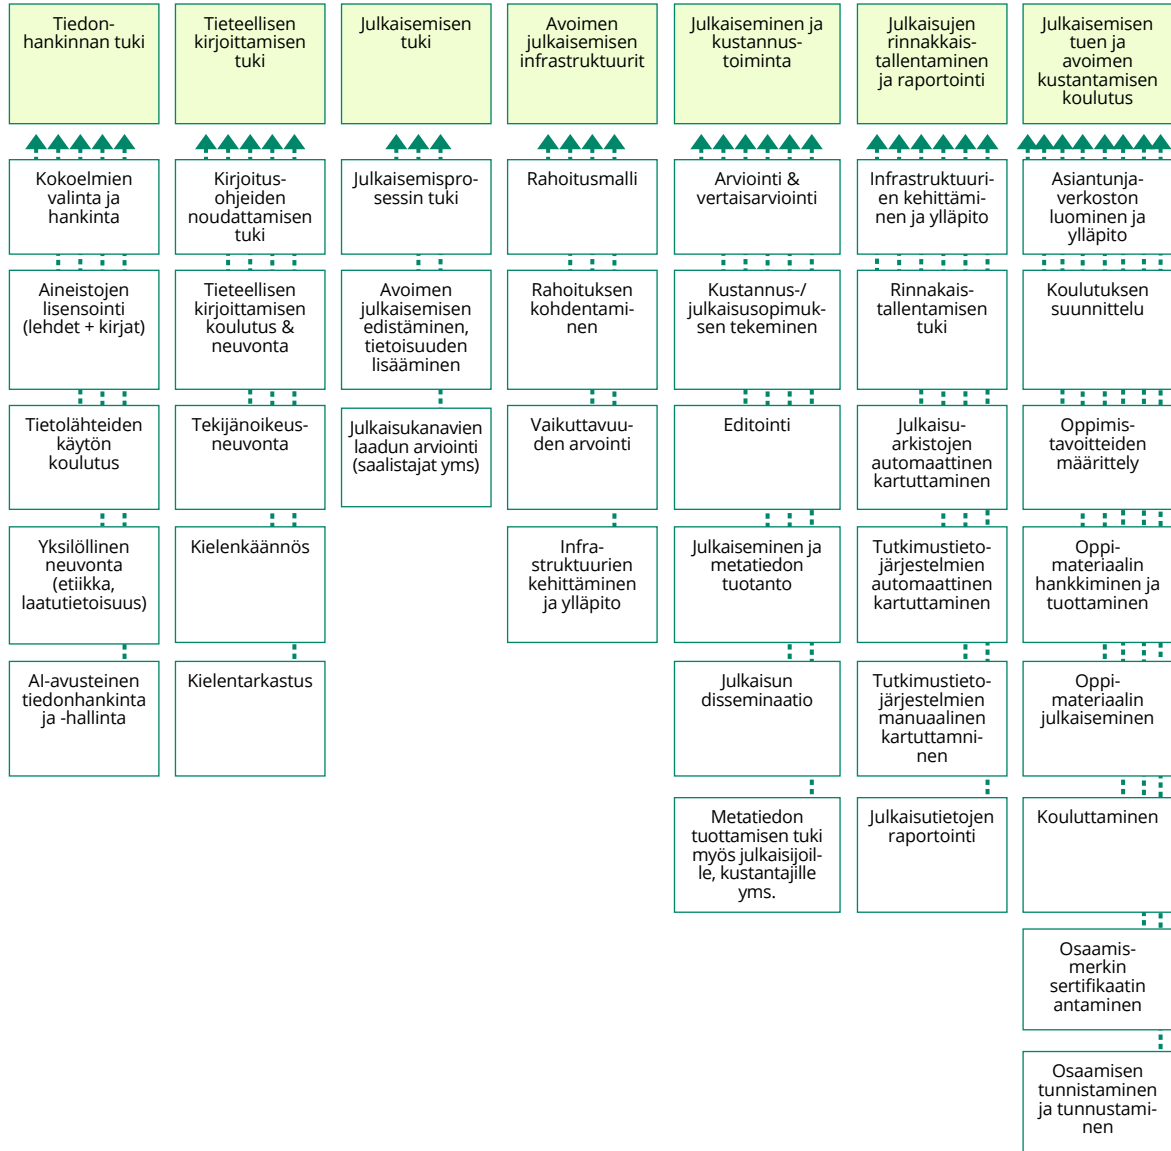 Tiedon-
hankinnan tuki
Tieteellisen
kirjoittamisen
tuki
Julkaisemisen
tuki
Avoimen
julkaisemisen
infrastruktuurit
Julkaiseminen ja
kustannus-
toiminta
Julkaisujen
rinnakkais-
tallentaminen
ja raportointi
Julkaisemisen
tuen ja
avoimen
kustantamisen
koulutus
Kokoelmien
valinta ja
hankinta
Kirjoitus-
ohjeiden
noudattamisen
tuki
Julkaisemispro-
sessin tuki
Rahoitusmalli
Arviointi &
vertaisarviointi
Infrastruktuuri-
en kehittämi-
nen ja ylläpito
Asiantunja-
verkoston
luominen ja
ylläpito
Aineistojen
lisensointi
(lehdet + kirjat)
Tieteellisen
kirjoittamisen
koulutus &
neuvonta
Avoimen
julkaisemisen
edistäminen,
tietoisuuden
lisääminen
Rahoituksen
kohdentami-
nen
Kustannus-/
julkaisusopimuk-
sen tekeminen
Rinnakais-
tallentamisen
tuki
Koulutuksen
suunnittelu
Tietolähteiden
käytön
koulutus
Tekijänoikeus-
neuvonta
Julkaisukanavien
laadun arviointi
(saalistajat yms)
Vaikuttavuu-
den arvointi
Editointi
Julkaisu-
arkistojen
automaattinen
kartuttaminen
Oppimis-
tavoitteiden
määrittely
Yksilöllinen
neuvonta
(etiikka,
laatutietoisuus)
Kielenkäännös
Infra-
struktuurien
kehittäminen
ja ylläpito
Julkaiseminen ja
metatiedon
tuotanto
Tutkimustieto-
järjestelmien
automaattinen
kartuttaminen
Oppi-
materiaalin
hankkiminen ja
tuottaminen
AI-avusteinen
tiedonhankinta
ja -hallinta
Kielentarkastus
Julkaisun
disseminaatio
Tutkimustieto-
järjestelmien
manuaalinen
kartuttamni-
nen
Oppi-
materiaalin
julkaiseminen
Metatiedon
tuottamisen tuki
myös julkaisijoil-
le, kustantajille
yms.
Julkaisutietojen
raportointi
Kouluttaminen
Osaamis-
merkin
sertifikaatin
antaminen
Osaamisen
tunnistaminen
ja tunnustami-
nen